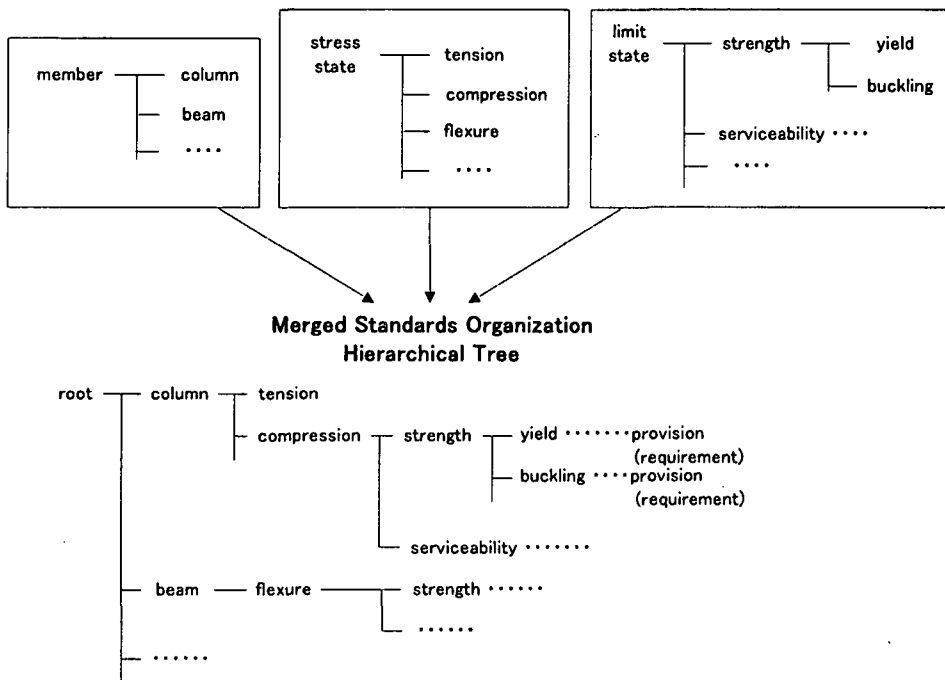 member column
beam
....
stress
state
tension
compression
flexure
....
limit
state
strength yield
buckling
serviceability ....
....
Merged Standards Organization
Hierarchical Tree
root column tension
compression strength yield .......provision
(requirement)
buckling ....provision
(requirement)
serviceability .......
beam flexure strength ......
......
......